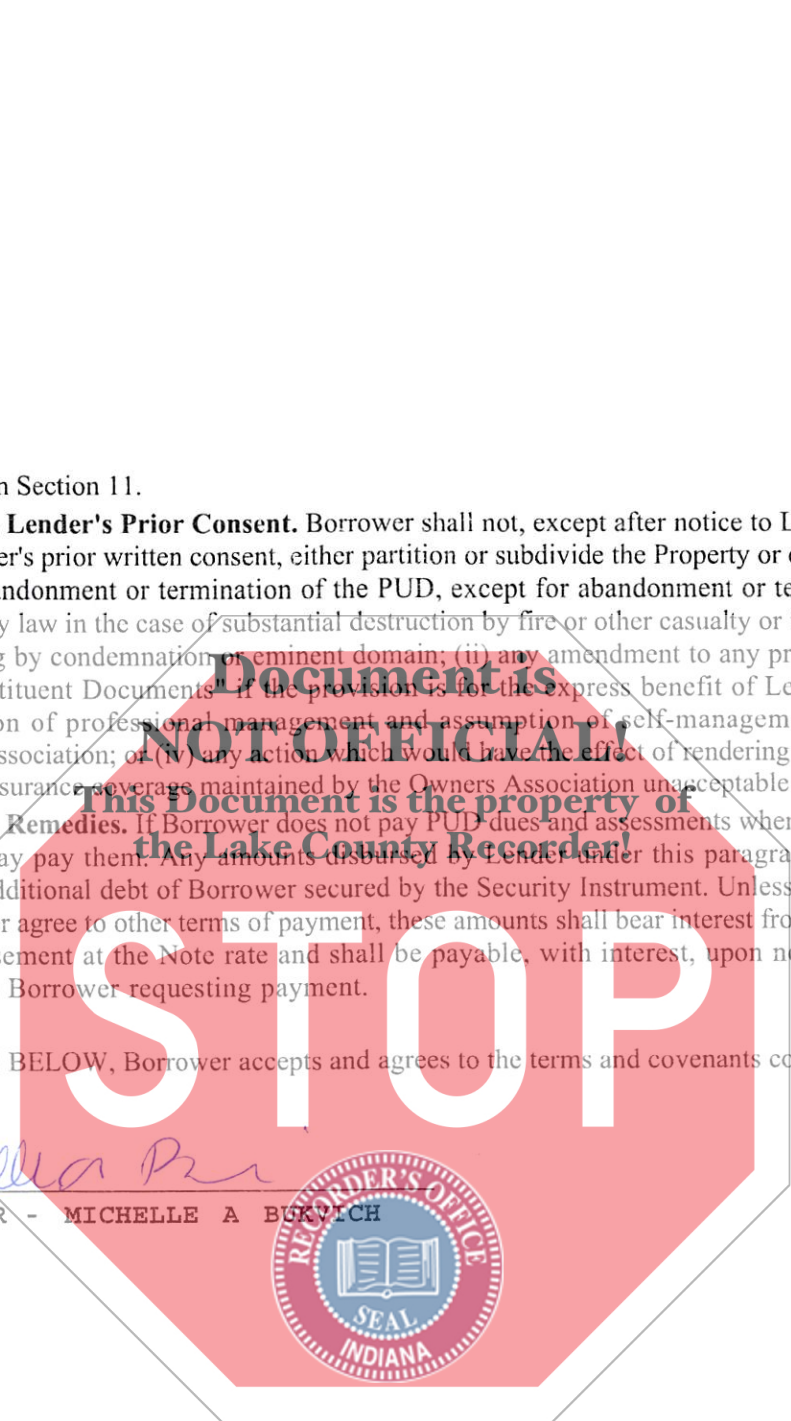 n Section 11.
Lender's Prior Consent. Borrower shall not, except after notice to L
er's prior written consent, either partition or subdivide the Property or
andonment or termination of the PUD, except for abandonment or te
y law in the case of substantial destruction by fire or other casualty or
g by condemnation or eminent domain; (ii) any amendment to any pr
Document is
tituent Documents" if the provision is for the express benefit of Le
on of professional management and assumption of self-managem
NOT OFFICIAL!
ssociation; or (iv) any action which would have the effect of rendering
surance coverage maintained by the Owners Association unacceptable
This Document is the property of
Remedies. If Borrower does not pay PUD dues and assessments when
the Lake County Recorder!
ay pay them. Any amounts disbursed by Lender under this paragra
dditional debt of Borrower secured by the Security Instrument. Unless
r agree to other terms of payment, these amounts shall bear interest fro
sement at the Note rate and shall be payable, with interest, upon no
Borrower requesting payment.
STOP
BELOW, Borrower accepts and agrees to the terms and covenants co
R - MICHELLE A BUKVICH
RECORDER'S OFFICE
SEAL
INDIANA